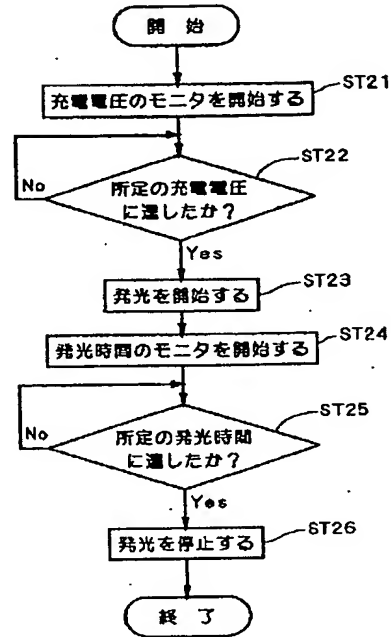 開 始
充電電圧のモニタを開始する
ST21
ST22
所定の充電電圧
に達したか？
No
Yes
発光を開始する
ST23
発光時間のモニタを開始する
ST24
ST25
所定の発光時間
に達したか？
No
Yes
発光を停止する
ST26
終 了